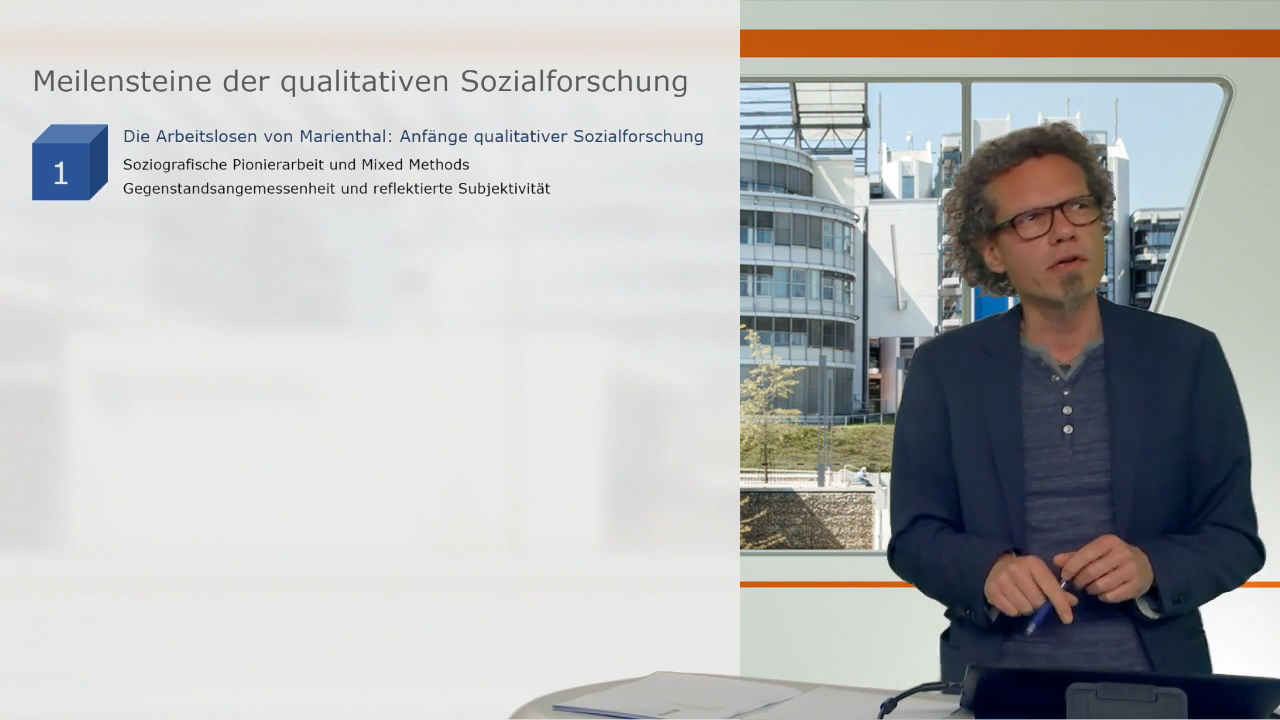 Meilensteine der qualitativen Sozialforschung
1
Die Arbeitslosen von Marienthal: Anfänge qualitativer Sozialforschung
Soziografische Pionierarbeit und Mixed Methods
Gegenstandsangemessenheit und reflektierte Subjektivität